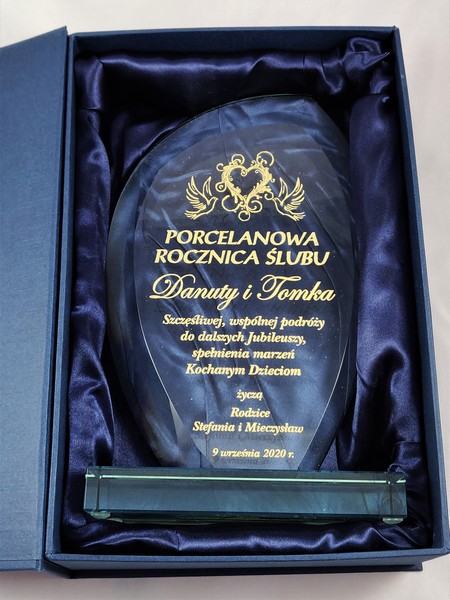 PORCELANOWA
ROCZNICA ŚLUBU
Danuty i Tomka
Szczęśliwej, wspólnej podróży
do dalszych Jubileuszy,
spełnienia marzeń
Kochanym Dzieciom
życzą
Rodzice
Stefania i Mieczysław
9 września 2020 r.